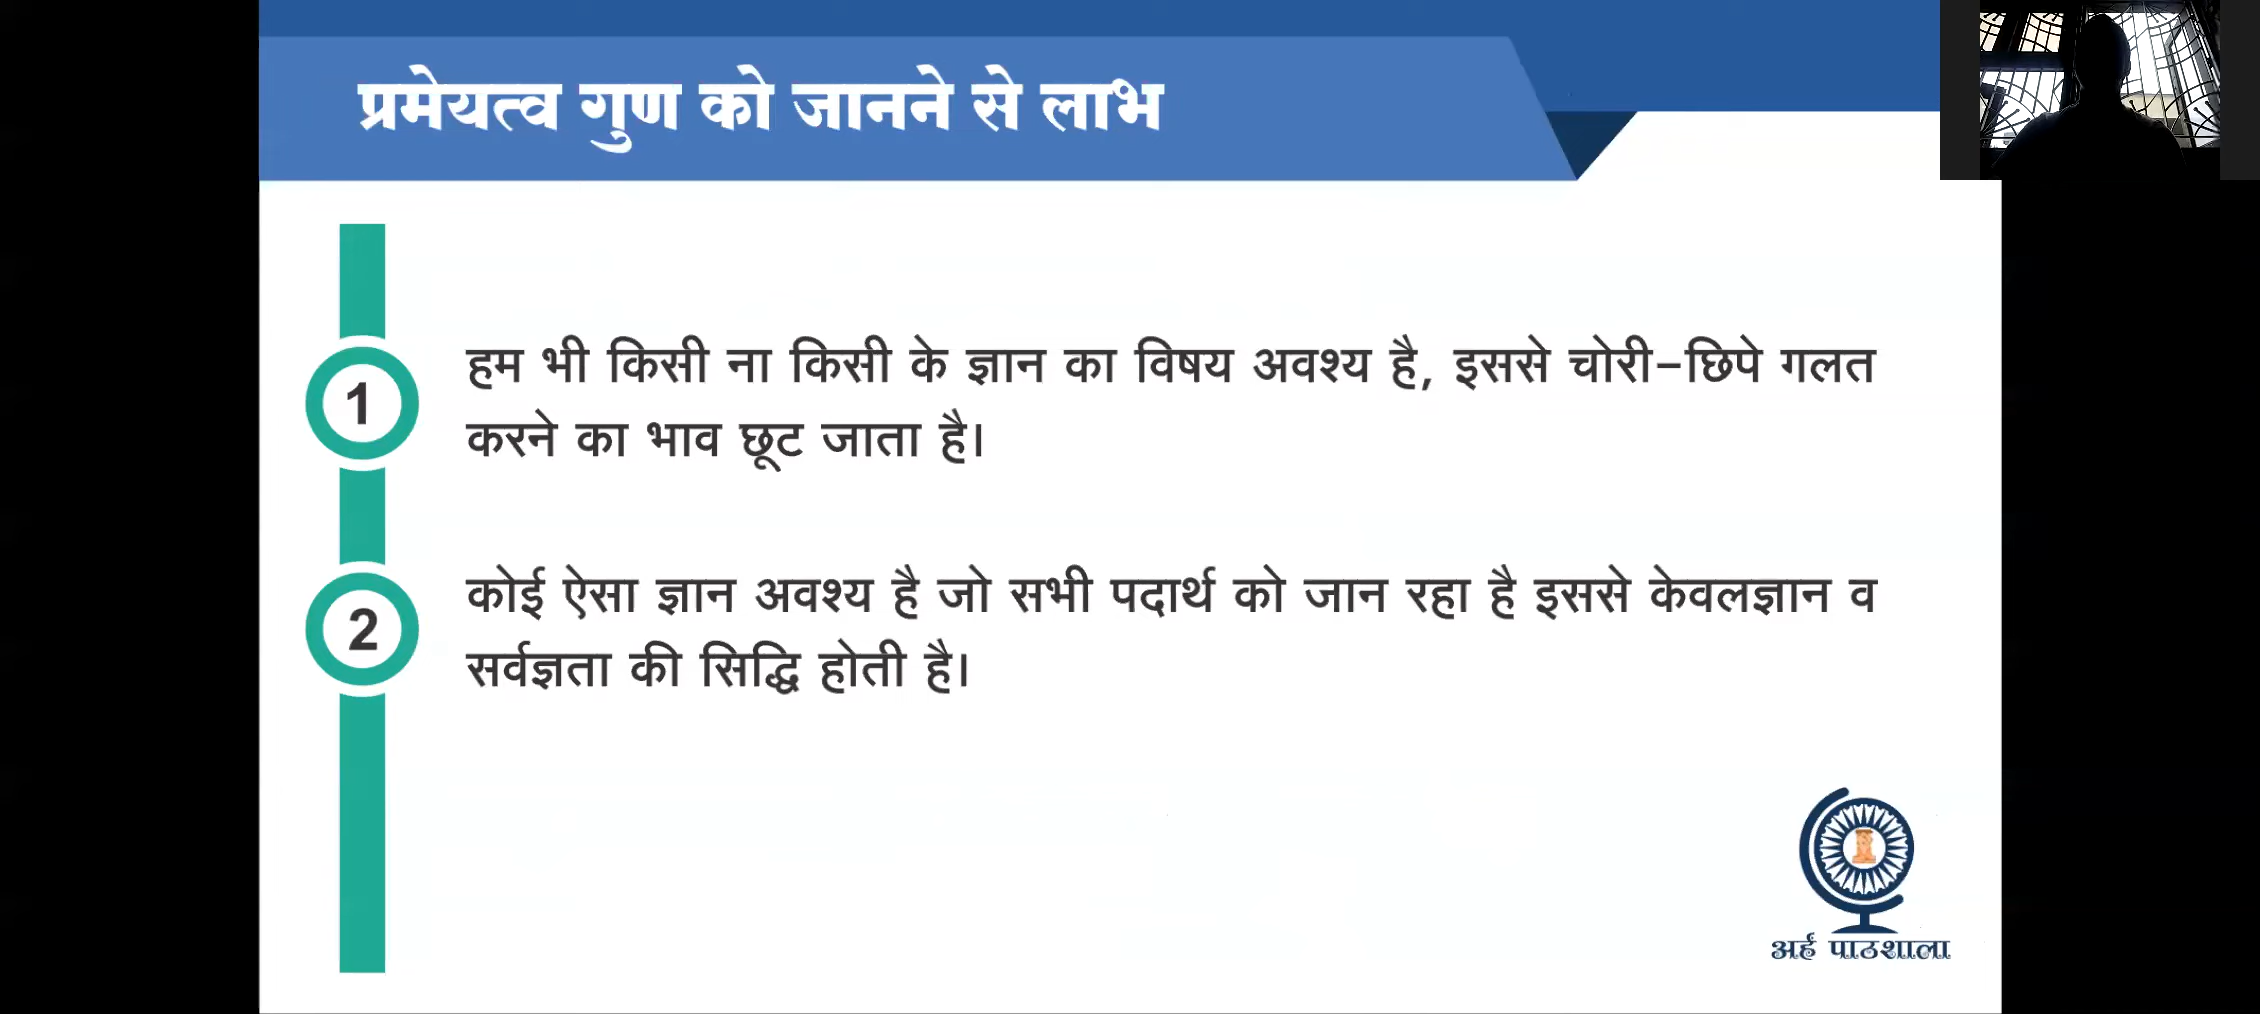 प्रमेयत्व गुण को जानने से लाभ
1
हम भी किसी ना किसी के ज्ञान का विषय अवश्य है, इससे चोरी-छिपे गलत
करने का भाव छूट जाता है।
2
कोई ऐसा ज्ञान अवश्य है जो सभी पदार्थ को जान रहा है इससे केवलज्ञान व
सर्वज्ञता की सिद्धि होती है।
अर्हं पाठशाला